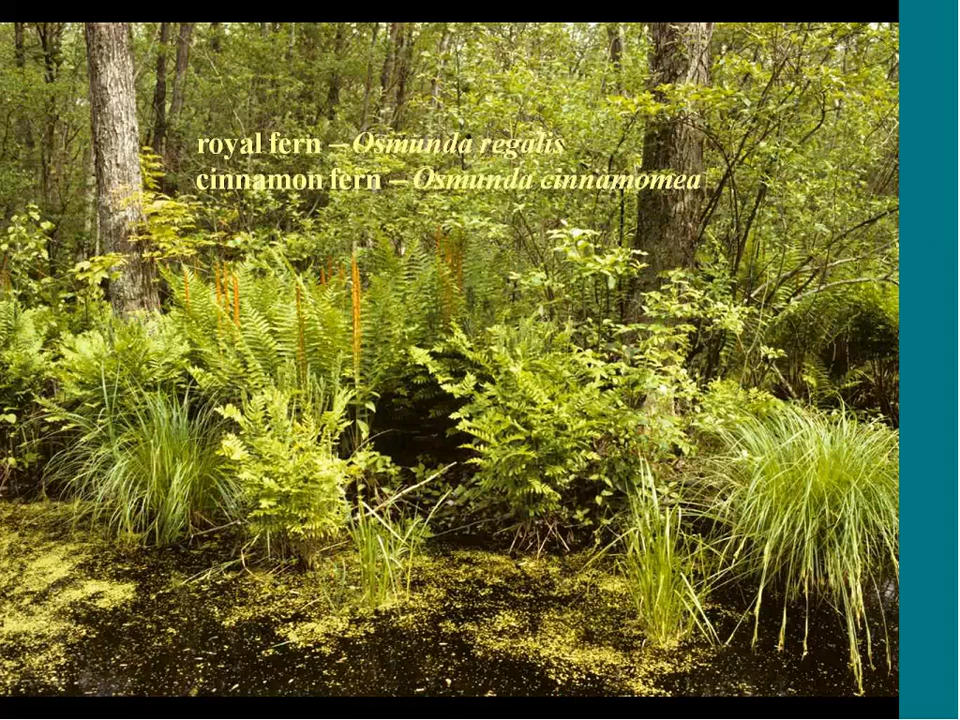 royal fern – Osmunda regalis
cinnamon fern – Osmunda cinnamomea